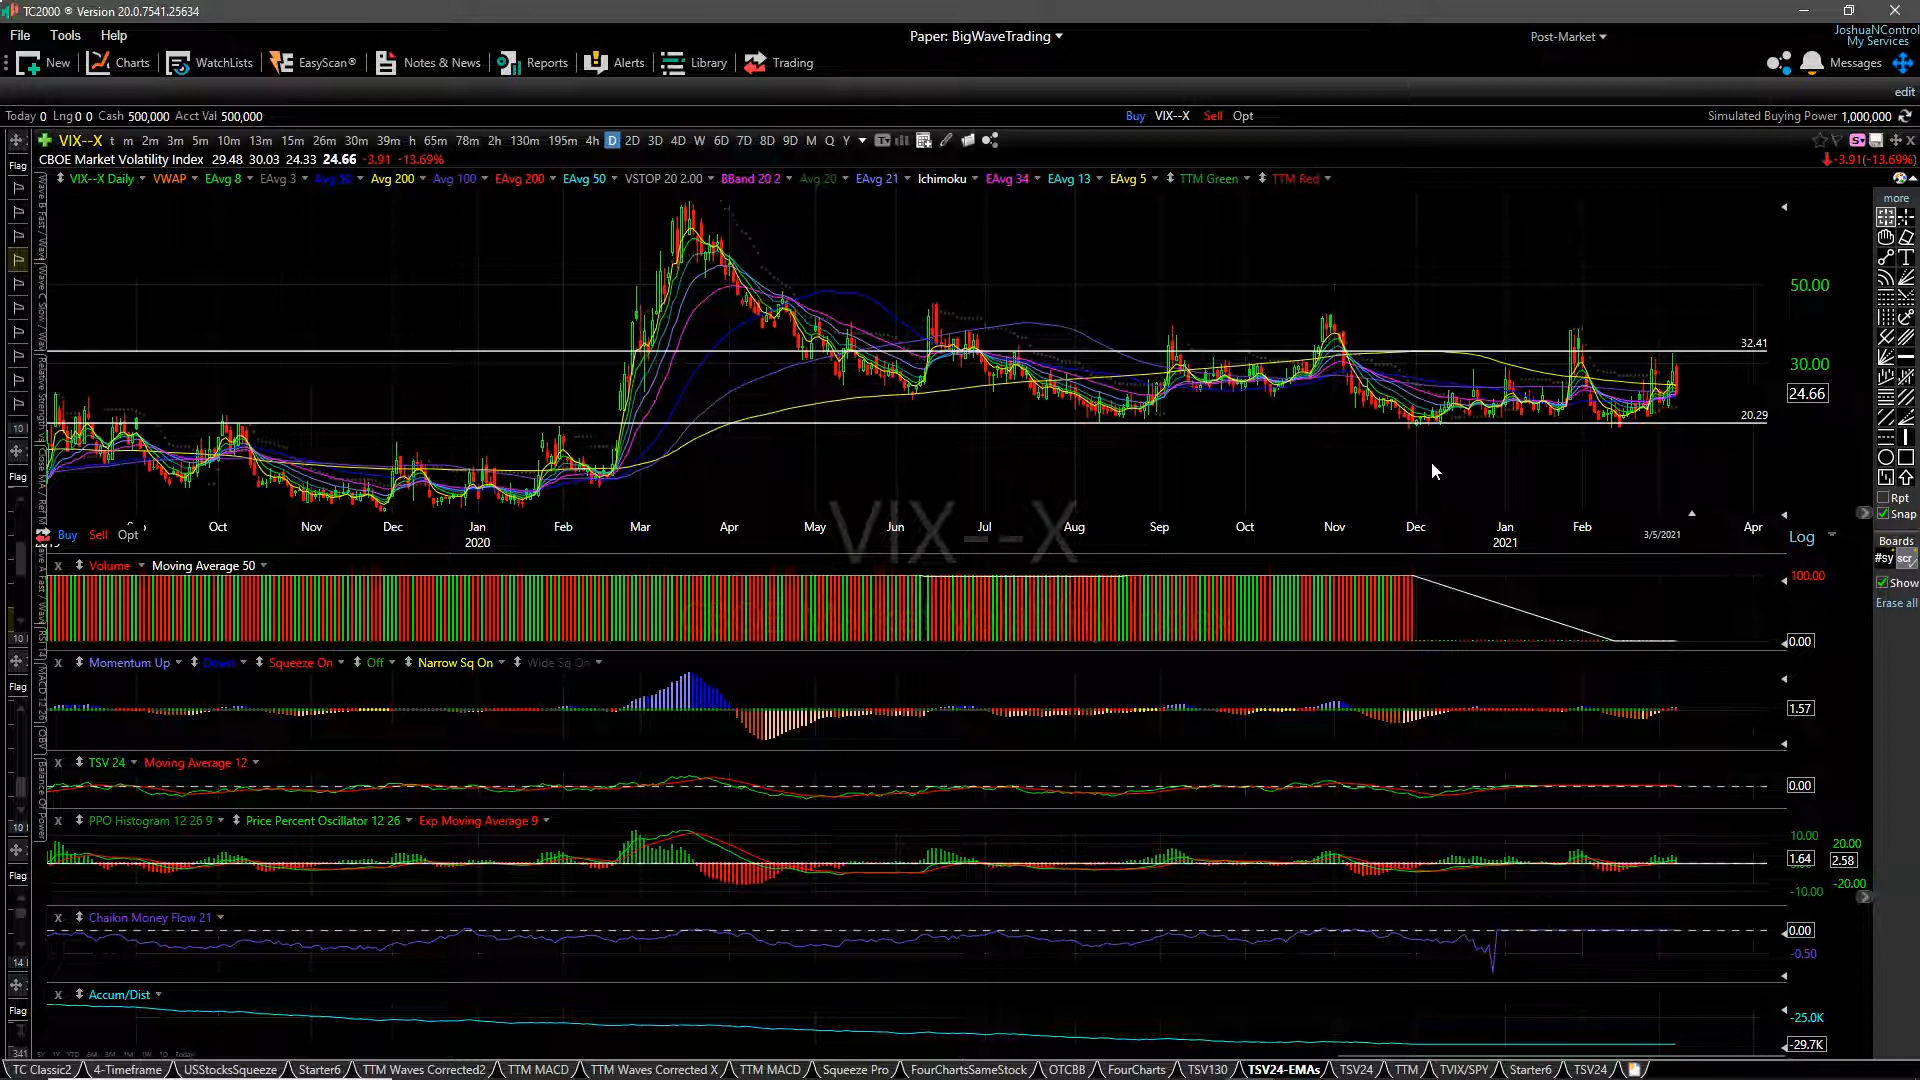 TC2000 ® Version 20.0.7541.25634
File Tools Help
Paper: BigWaveTrading
Post-Market
JoshuaNControl
My Services
New Charts WatchLists EasyScan® Notes & News Reports Alerts Library Trading
Messages
edit
Today 0 Lng 0 0 Cash 500,000 Acct Val 500,000
Buy VIX--X Sell Opt
Simulated Buying Power 1,000,000
VIX--X t m 2m 3m 5m 10m 13m 15m 26m 30m 39m h 65m 78m 2h 130m 195m 4h D 2D 3D 4D W 6D 7D 8D 9D M Q Y
CBOE Market Volatility Index 29.48 30.03 24.33 24.66 -3.91 -13.69%
-3.91(-13.69%)
VIX--X Daily VWAP EAvg 8 EAvg 3 Avg 50 Avg 200 Avg 100 EAvg 200 EAvg 50 VSTOP 20 2.00 BBand 20 2 Avg 20 EAvg 21 Ichimoku EAvg 34 EAvg 13 EAvg 5 TTM Green TTM Red
more
50.00
32.41
30.00
24.66
20.29
Rpt
Snap
Oct Nov Dec Jan Feb Mar Apr May Jun Jul Aug Sep Oct Nov Dec Jan Feb Apr
2020 2021 3/5/2021
Buy Sell Opt
VIX--X
Log
Boards
#sy scr
Show
Erase all
Volume Moving Average 50
100.00
0.00
Momentum Up Down Squeeze On Off Narrow Sq On Wide Sq On
1.57
TSV 24 Moving Average 12
0.00
PPO Histogram 12 26 9 Price Percent Oscillator 12 26 Exp Moving Average 9
10.00
20.00
1.64
2.58
-20.00
-10.00
Chaikin Money Flow 21
0.00
-0.50
Accum/Dist
-25.0K
-29.7K
Flag
Flag
Flag
Flag
Flag
341
TC Classic2 4-Timeframe USStocksSqueeze Starter6 TTM Waves Corrected2 TTM MACD TTM Waves Corrected X TTM MACD Squeeze Pro FourChartsSameStock OTCBB FourCharts TSV130 TSV24-EMAs TSV24 TTM TVIX/SPY Starter6 TSV24